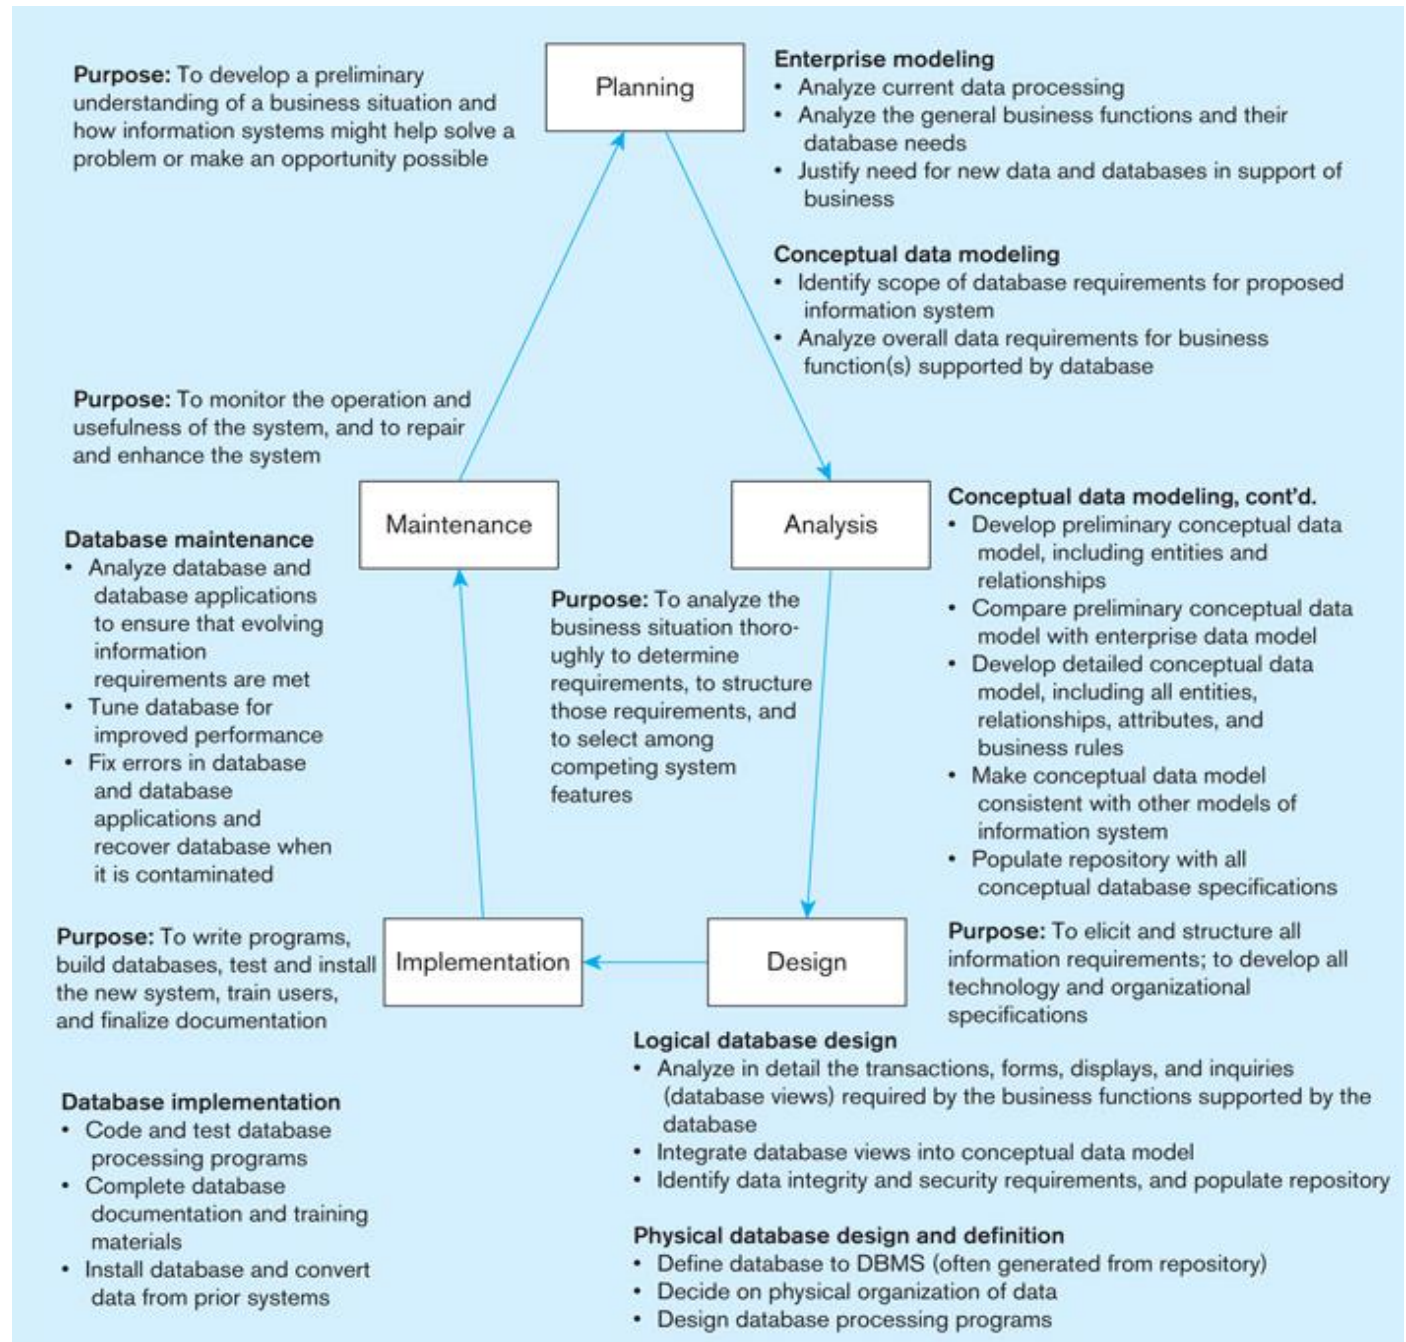 Planning
Purpose: To develop a preliminary
understanding of a business situation and
how information systems might help solve a
problem or make an opportunity possible
Enterprise modeling
• Analyze current data processing
• Analyze the general business functions and their
database needs
• Justify need for new data and databases in support of
business
Conceptual data modeling
• Identify scope of database requirements for proposed
information system
• Analyze overall data requirements for business
function(s) supported by database
Purpose: To monitor the operation and
usefulness of the system, and to repair
and enhance the system
Maintenance
Analysis
Database maintenance
• Analyze database and
database applications
to ensure that evolving
information
requirements are met
• Tune database for
improved performance
• Fix errors in database
and database
applications and
recover database when
it is contaminated
Purpose: To analyze the
business situation thoro-
ughly to determine
requirements, to structure
those requirements, and
to select among
competing system
features
Conceptual data modeling, cont'd.
• Develop preliminary conceptual data
model, including entities and
relationships
• Compare preliminary conceptual data
model with enterprise data model
• Develop detailed conceptual data
model, including all entities,
relationships, attributes, and
business rules
• Make conceptual data model
consistent with other models of
information system
• Populate repository with all
conceptual database specifications
Purpose: To write programs,
build databases, test and install
the new system, train users,
and finalize documentation
Implementation
Design
Purpose: To elicit and structure all
information requirements; to develop all
technology and organizational
specifications
Database implementation
• Code and test database
processing programs
• Complete database
documentation and training
materials
• Install database and convert
data from prior systems
Logical database design
• Analyze in detail the transactions, forms, displays, and inquiries
(database views) required by the business functions supported by the
database
• Integrate database views into conceptual data model
• Identify data integrity and security requirements, and populate repository
Physical database design and definition
• Define database to DBMS (often generated from repository)
• Decide on physical organization of data
• Design database processing programs